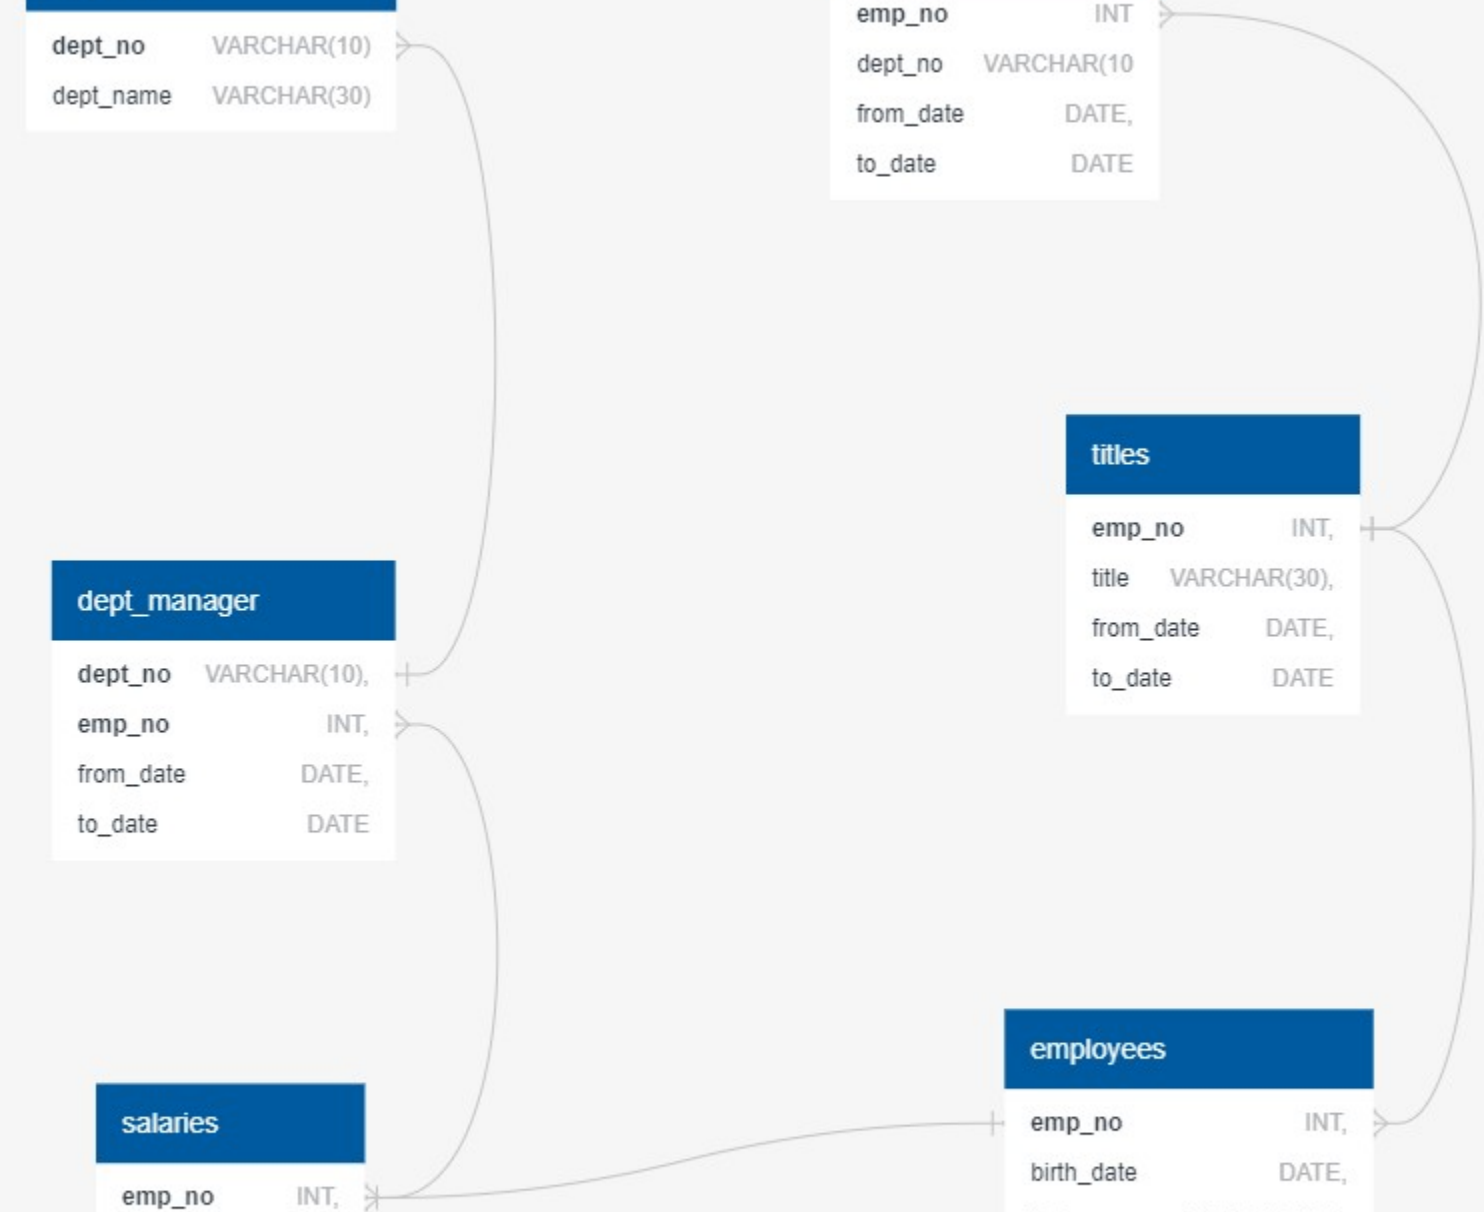 dept_no VARCHAR(10)
dept_name VARCHAR(30)
emp_no INT
dept_no VARCHAR(10
from_date DATE,
to_date DATE
titles
emp_no INT,
title VARCHAR(30),
from_date DATE,
to_date DATE
dept_manager
dept_no VARCHAR(10),
emp_no INT,
from_date DATE,
to_date DATE
employees
emp_no INT,
birth_date DATE,
salaries
emp_no INT,